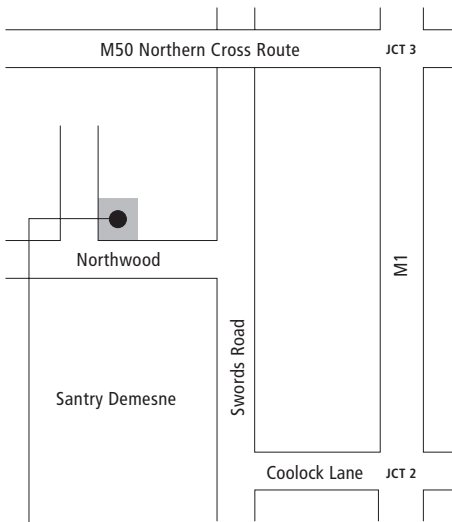 M50 Northern Cross Route
JCT 3
Northwood
M1
Swords Road
Santry Demesne
Coolock Lane
JCT 2